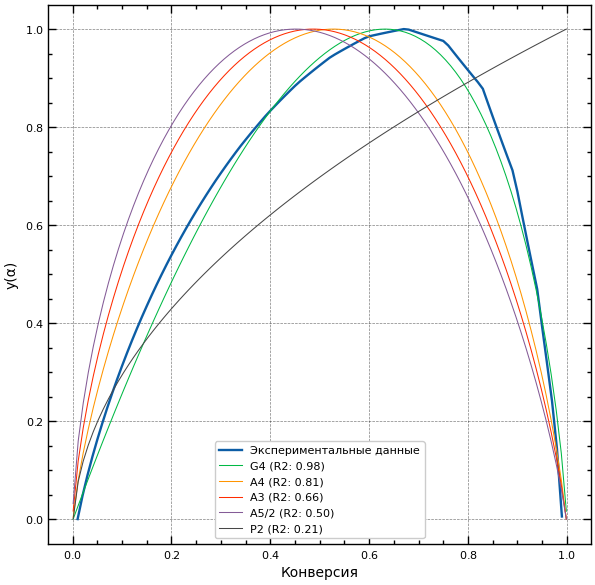 1.0
0.8
0.6
0.4
0.2
0.0
y(α)
Экспериментальные данные
G4 (R2: 0.98)
A4 (R2: 0.81)
A3 (R2: 0.66)
A5/2 (R2: 0.50)
P2 (R2: 0.21)
0.0 0.2 0.4 0.6 0.8 1.0
Конверсия